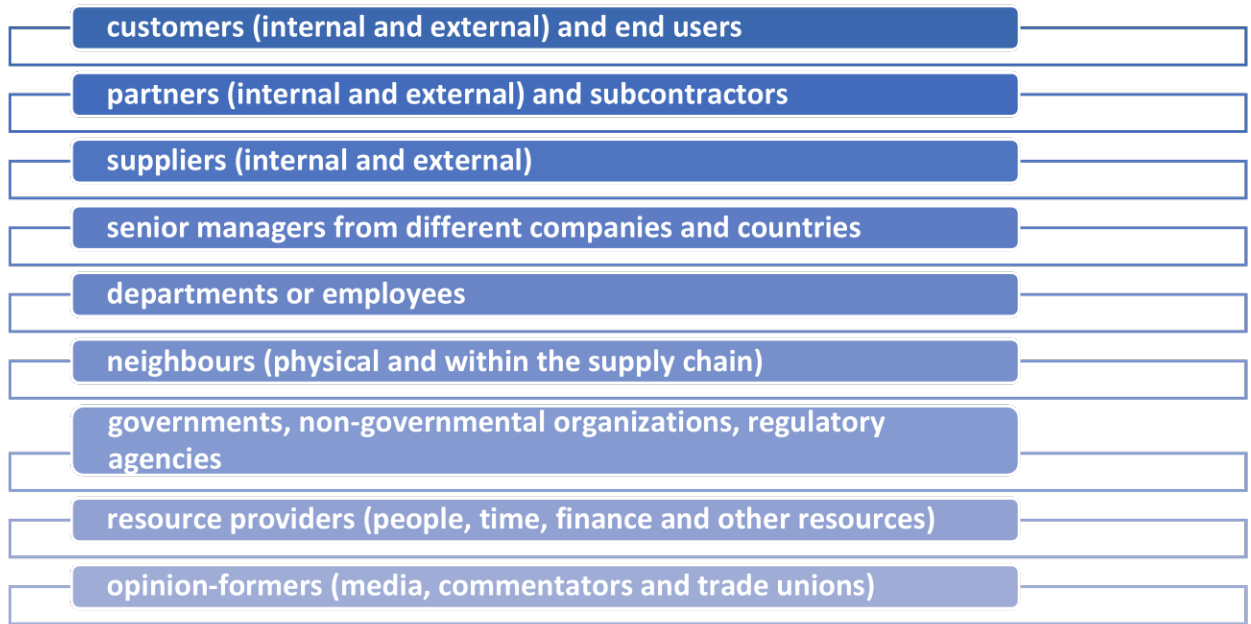 customers (internal and external) and end users
partners (internal and external) and subcontractors
suppliers (internal and external)
senior managers from different companies and countries
departments or employees
neighbours (physical and within the supply chain)
governments, non-governmental organizations, regulatory
agencies
resource providers (people, time, finance and other resources)
opinion-formers (media, commentators and trade unions)